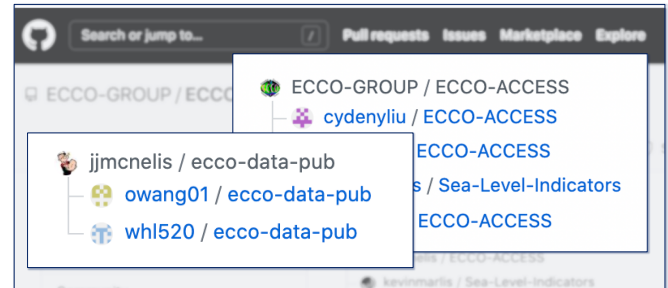 Search or jump to... /
Pull requests Issues Marketplace Explore
ECCO-GROUP / ECCO
ECCO-GROUP / ECCO-ACCESS
cydenyliu / ECCO-ACCESS
ECCO-ACCESS
s / Sea-Level-Indicators
ECCO-ACCESS
jjmcnelis / ecco-data-pub
owang01 / ecco-data-pub
whl520 / ecco-data-pub
elis / ECCO-ACCESS
kevinmarlis / Sea-Level-Indicators